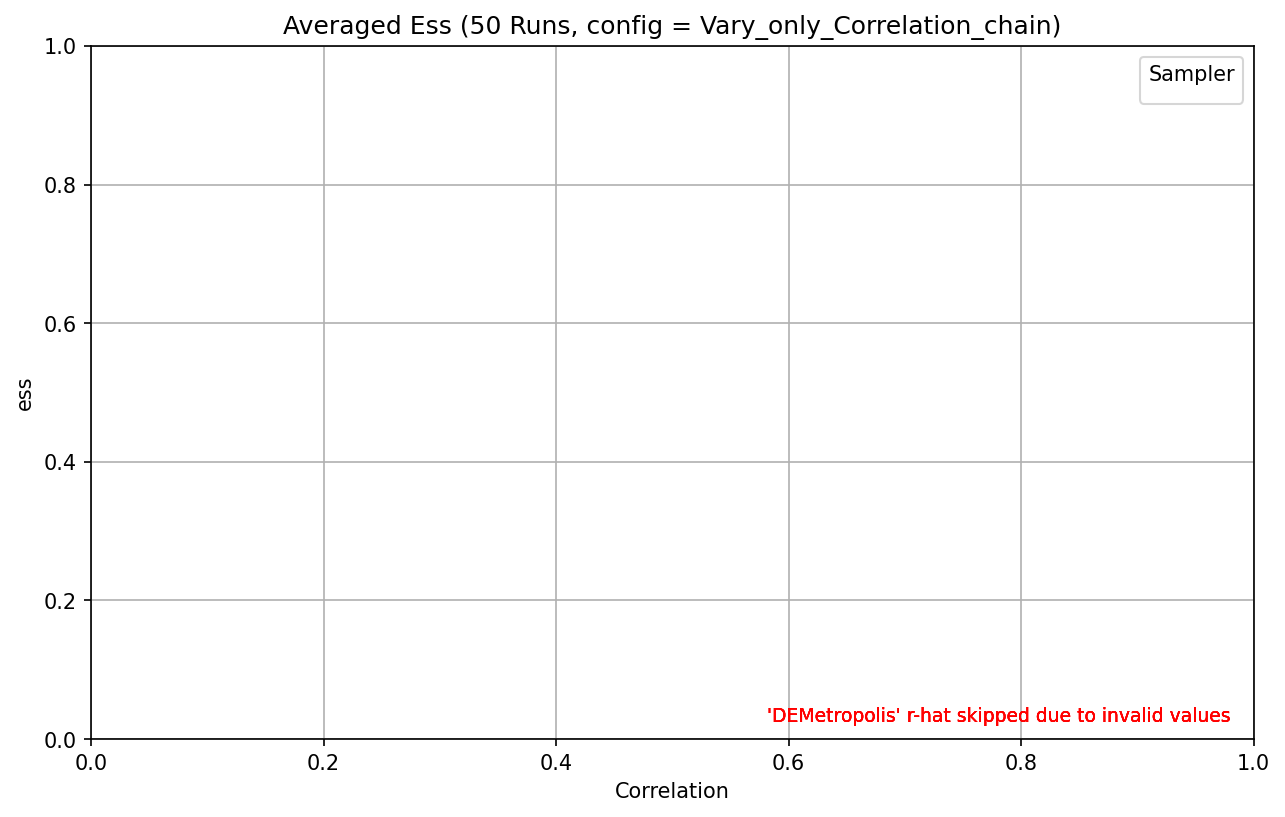 Averaged Ess (50 Runs, config = Vary_only_Correlation_chain)
Sampler
1.0
0.8
0.6
0.4
0.2
0.0
ess
'DEMetropolis' r-hat skipped due to invalid values
0.0 0.2 0.4 0.6 0.8 1.0
Correlation